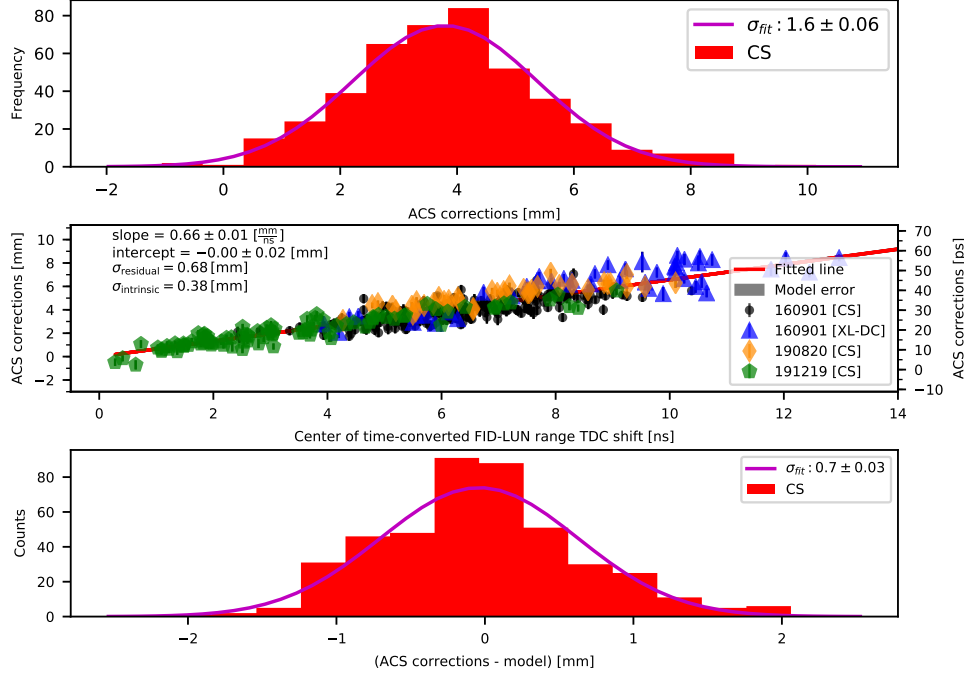 80
60
40
20
0
Frequency
σfit : 1.6 ± 0.06
CS
−2 0 2 4 6 8 10
ACS corrections [mm]
10
8
6
4
2
0
−2
ACS corrections [mm]
slope = 0.66 ± 0.01 [mm/ns]
intercept = −0.00 ± 0.02 [mm]
σresidual = 0.68 [mm]
σintrinsic = 0.38 [mm]
Fitted line
Model error
160901 [CS]
160901 [XL-DC]
190820 [CS]
191219 [CS]
70
60
50
40
30
20
10
0
−10
ACS corrections [ps]
0 2 4 6 8 10 12 14
Center of time-converted FID-LUN range TDC shift [ns]
80
60
40
20
0
Counts
σfit : 0.7 ± 0.03
CS
−2 −1 0 1 2
(ACS corrections - model) [mm]